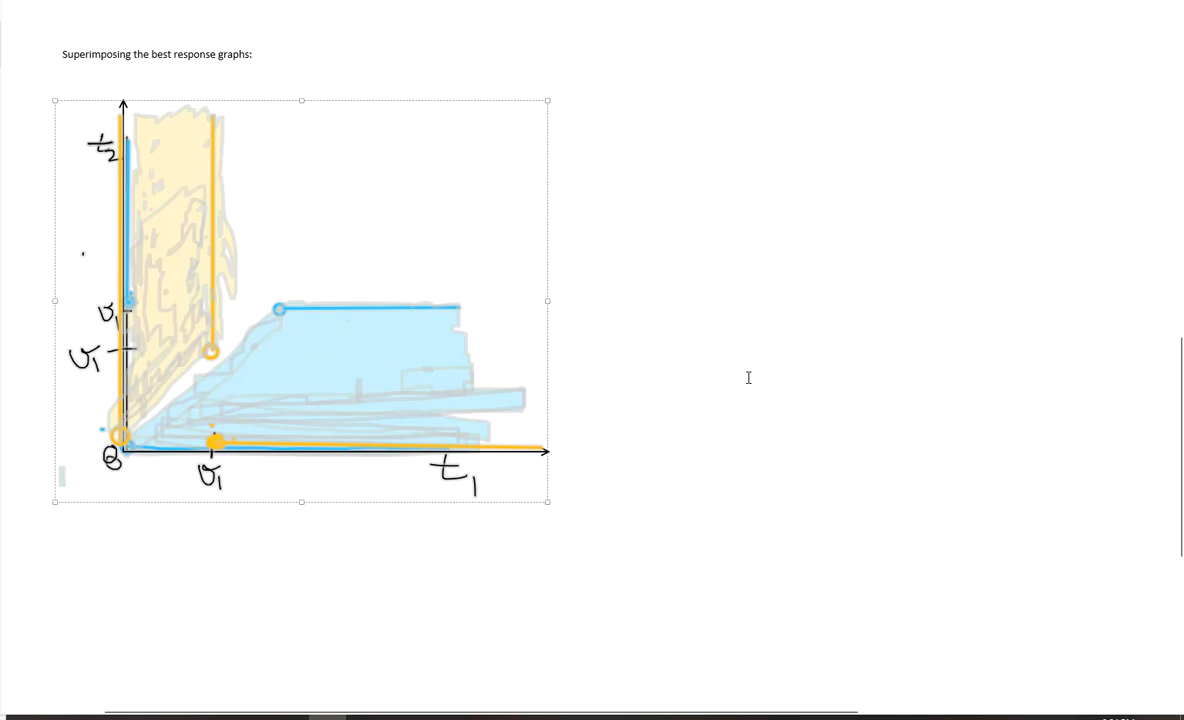 Superimposing the best response graphs:
t₂
v₁
v₁
0
v₁
t₁